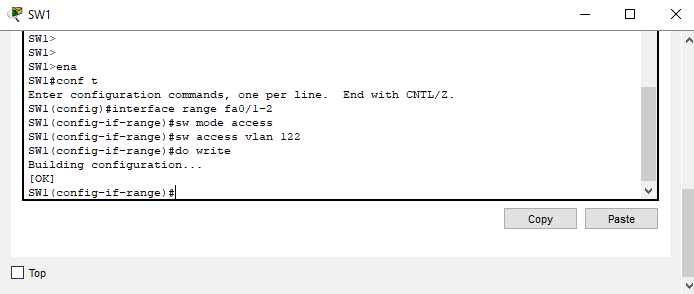 SW1
SW1>
SW1>
SW1>ena
SW1#conf t
Enter configuration commands, one per line.  End with CNTL/Z.
SW1(config)#interface range fa0/1-2
SW1(config-if-range)#sw mode access
SW1(config-if-range)#sw access vlan 122
SW1(config-if-range)#do write
Building configuration...
[OK]
SW1(config-if-range)#
Copy
Paste
Top